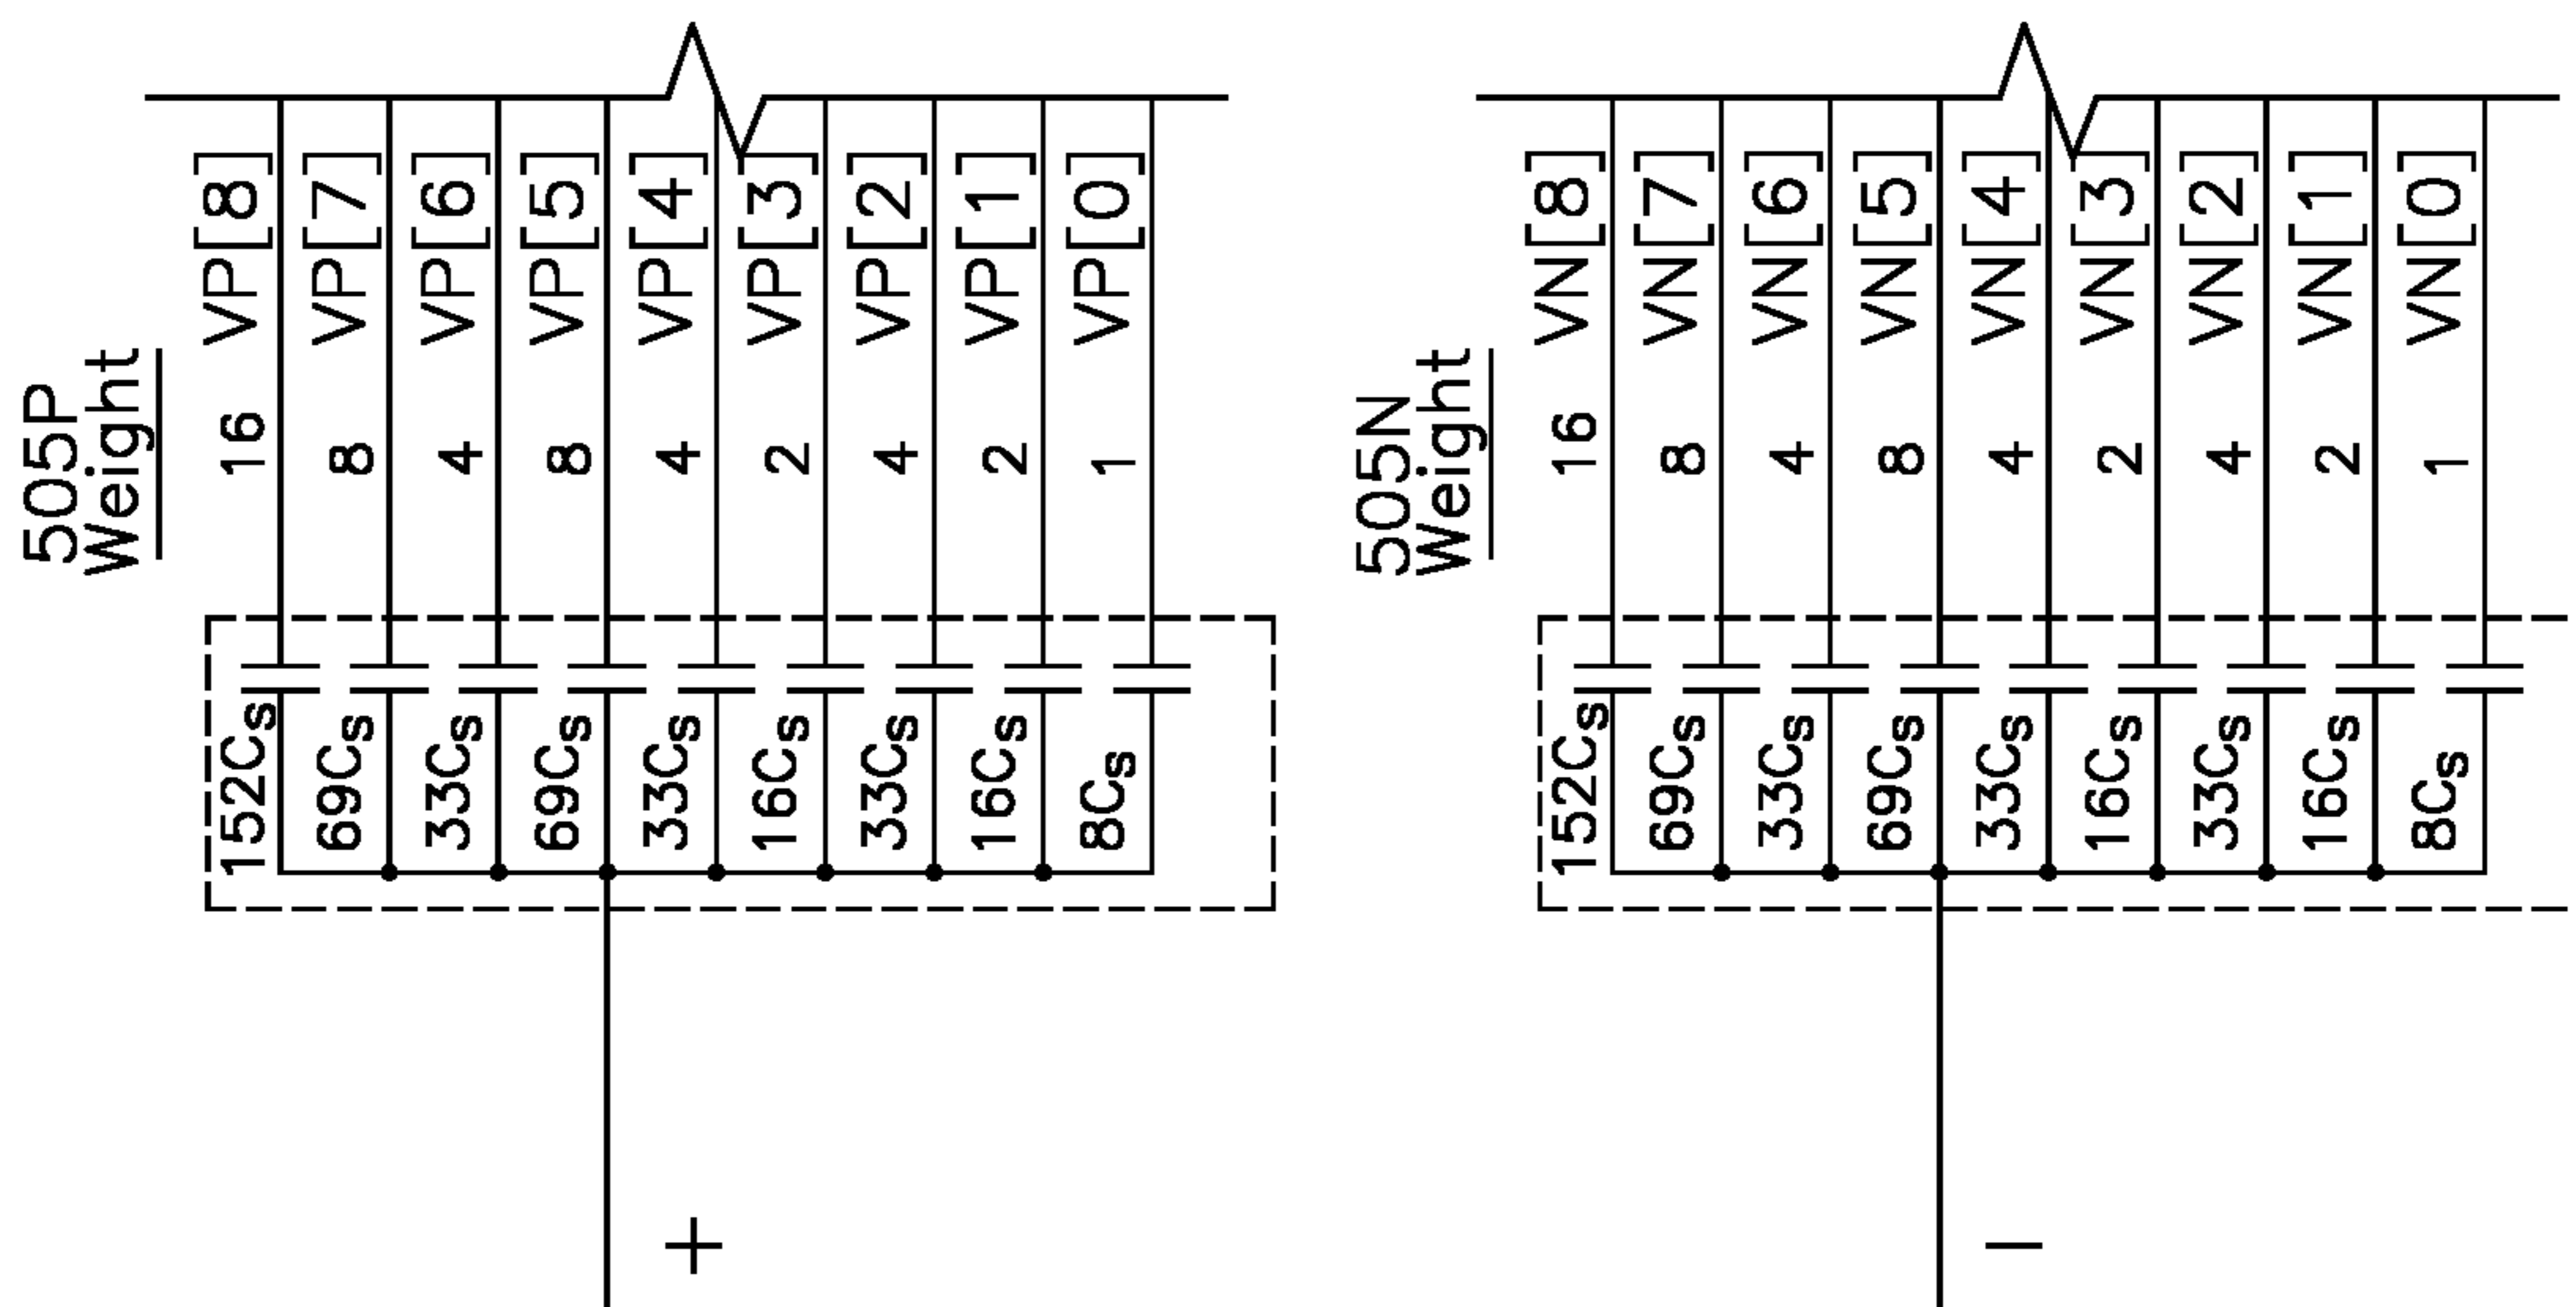 505P
Weight
16 VP[8]
8 VP[7]
4 VP[6]
8 VP[5]
4 VP[4]
2 VP[3]
4 VP[2]
2 VP[1]
1 VP[0]
152Cs
69Cs
33Cs
69Cs
33Cs
16Cs
33Cs
16Cs
8Cs
+
505N
Weight
16 VN[8]
8 VN[7]
4 VN[6]
8 VN[5]
4 VN[4]
2 VN[3]
4 VN[2]
2 VN[1]
1 VN[0]
152Cs
69Cs
33Cs
69Cs
33Cs
16Cs
33Cs
16Cs
8Cs
−